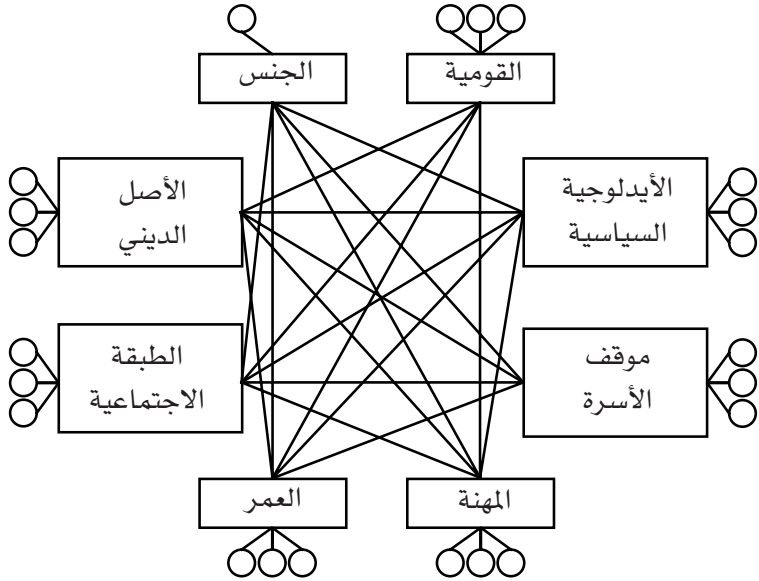 الجنس
القومية
الأصل
الديني
الأيدلوجية
السياسية
الطبقة
الاجتماعية
موقف
الأسرة
العمر
المهنة